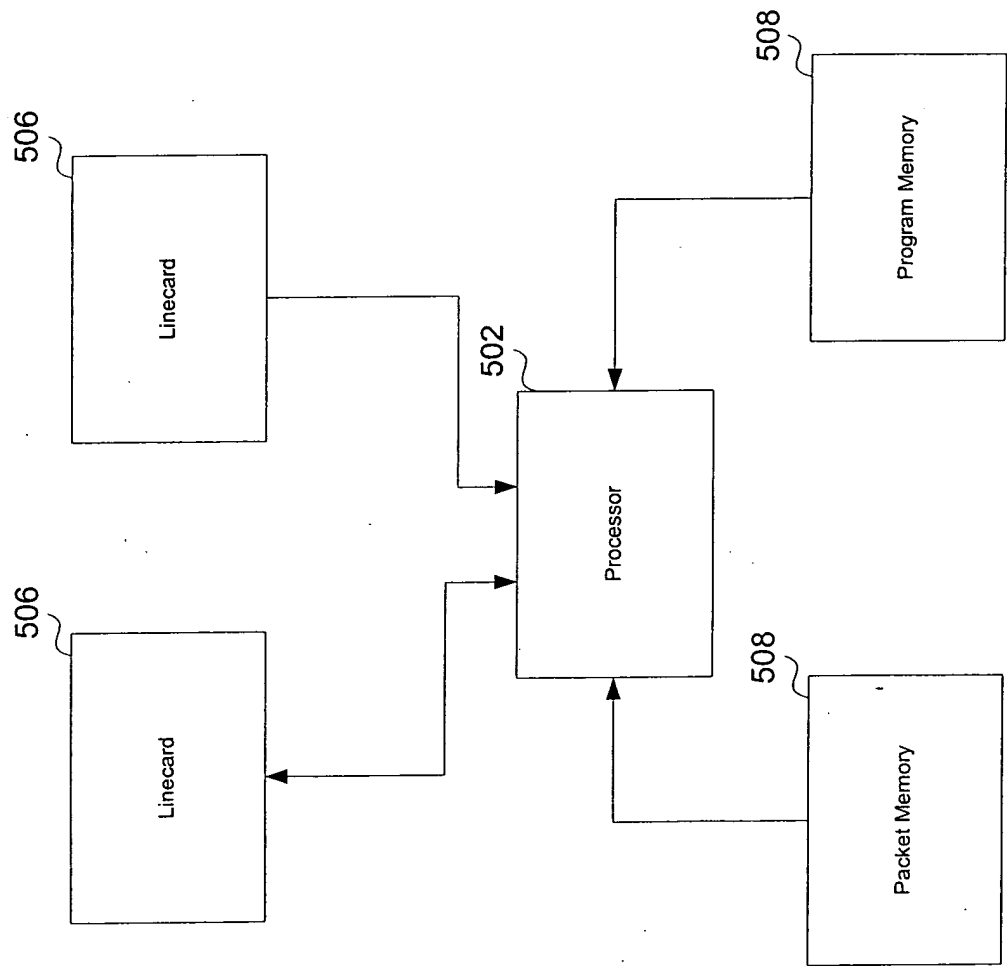 506
Linecard
506
Linecard
502
Processor
508
Packet Memory
508
Program Memory